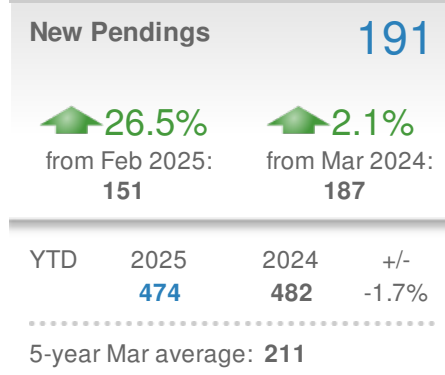 New Pendings 191
26.5% 2.1%
from Feb 2025: from Mar 2024:
151 187
YTD 2025 2024 +/-
474 482 -1.7%
5-year Mar average: 211